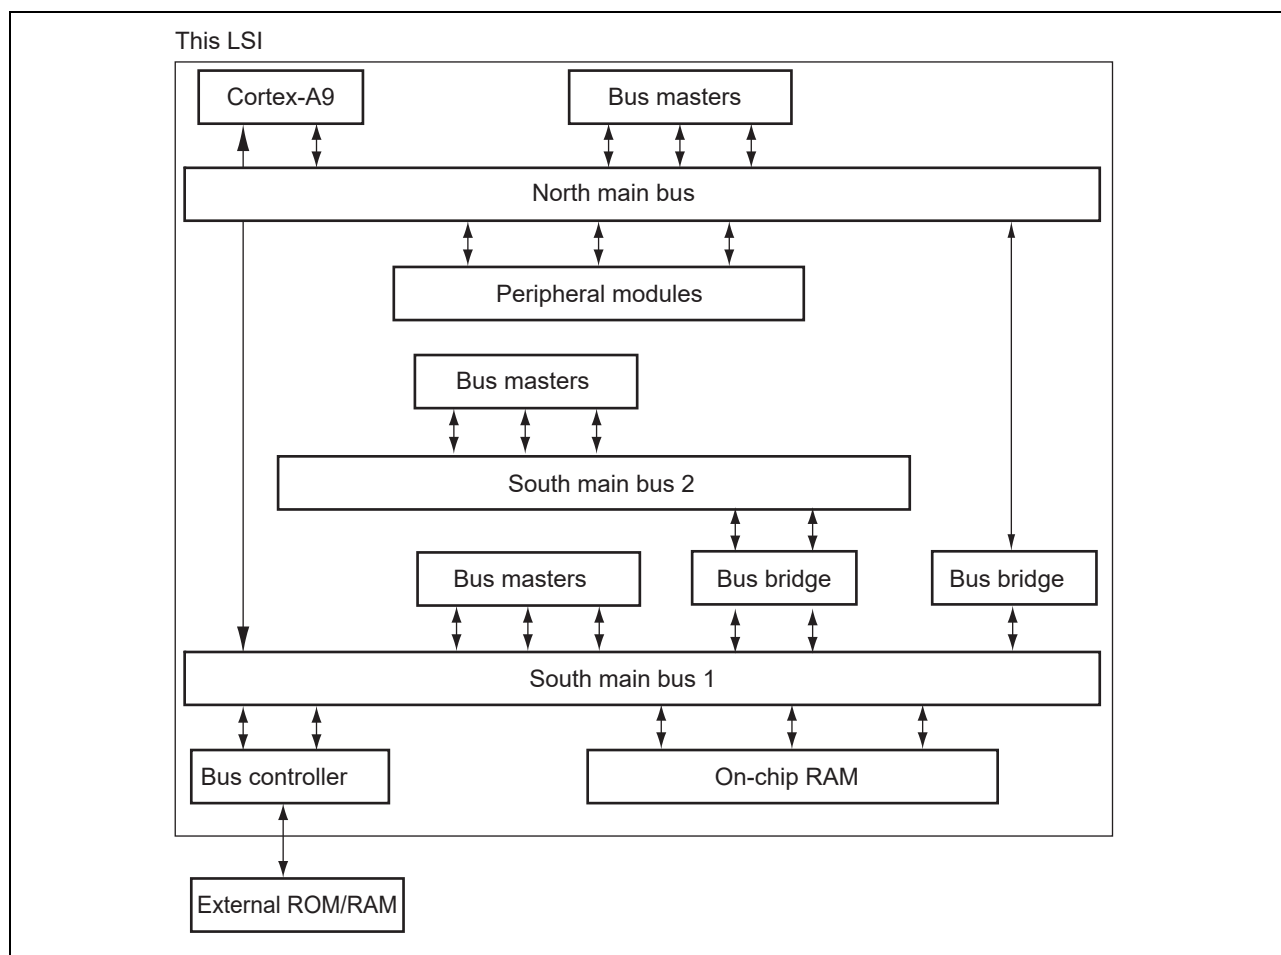 This LSI
Cortex-A9
Bus masters
North main bus
Peripheral modules
Bus masters
South main bus 2
Bus masters
Bus bridge
Bus bridge
South main bus 1
Bus controller
On-chip RAM
External ROM/RAM